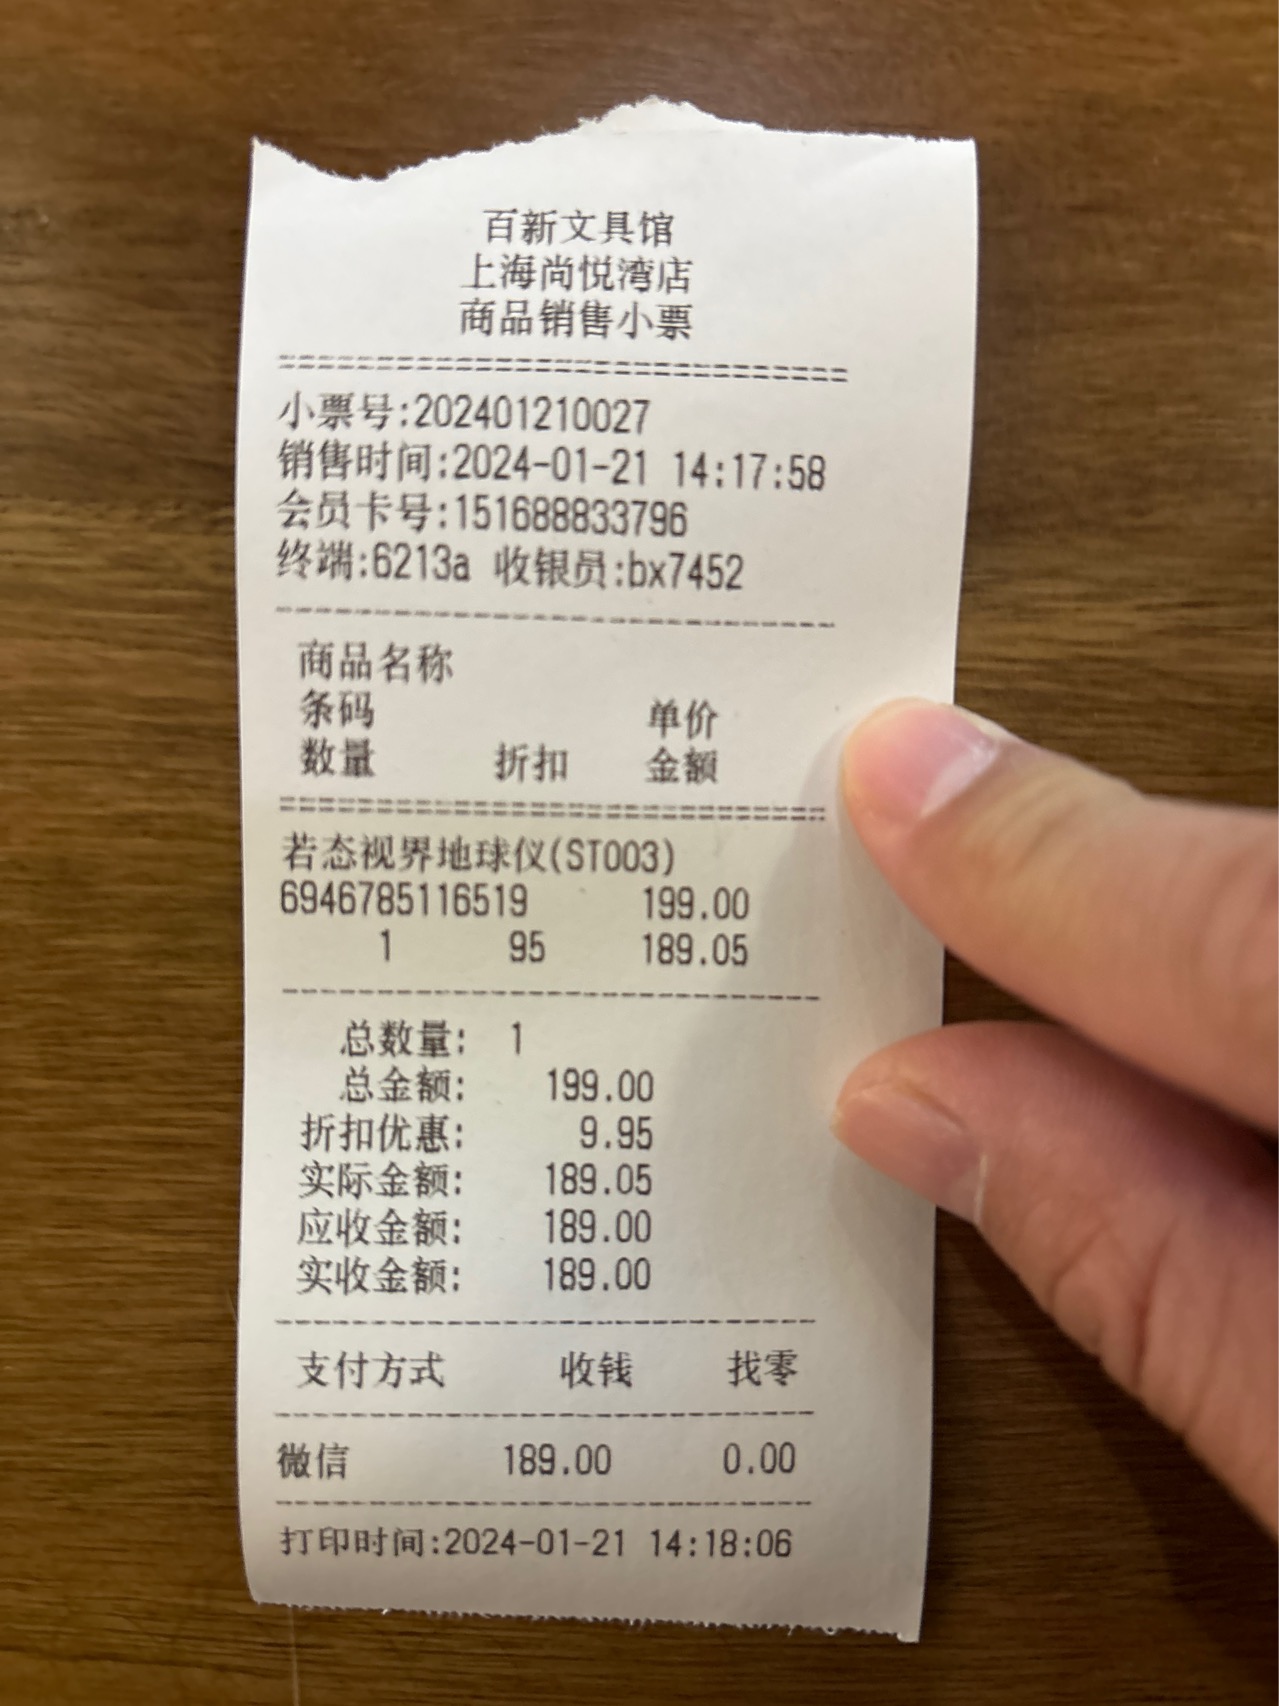 百新文具馆
上海尚悦湾店
商品销售小票
小票号:202401210027
销售时间:2024-01-21 14:17:58
会员卡号:151688833796
终端:6213a 收银员:bx7452
商品名称
条码 单价
数量 折扣 金额
若态视界地球仪(ST003)
6946785116519 199.00
1 95 189.05
总数量: 1
总金额: 199.00
折扣优惠: 9.95
实际金额: 189.05
应收金额: 189.00
实收金额: 189.00
支付方式 收钱 找零
微信 189.00 0.00
打印时间:2024-01-21 14:18:06